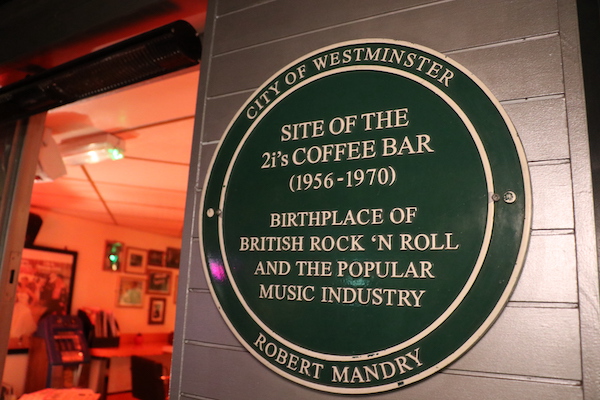 CITY OF WESTMINSTER
SITE OF THE
2i's COFFEE BAR
(1956-1970)
BIRTHPLACE OF
BRITISH ROCK 'N ROLL
AND THE POPULAR
MUSIC INDUSTRY
ROBERT MANDRY